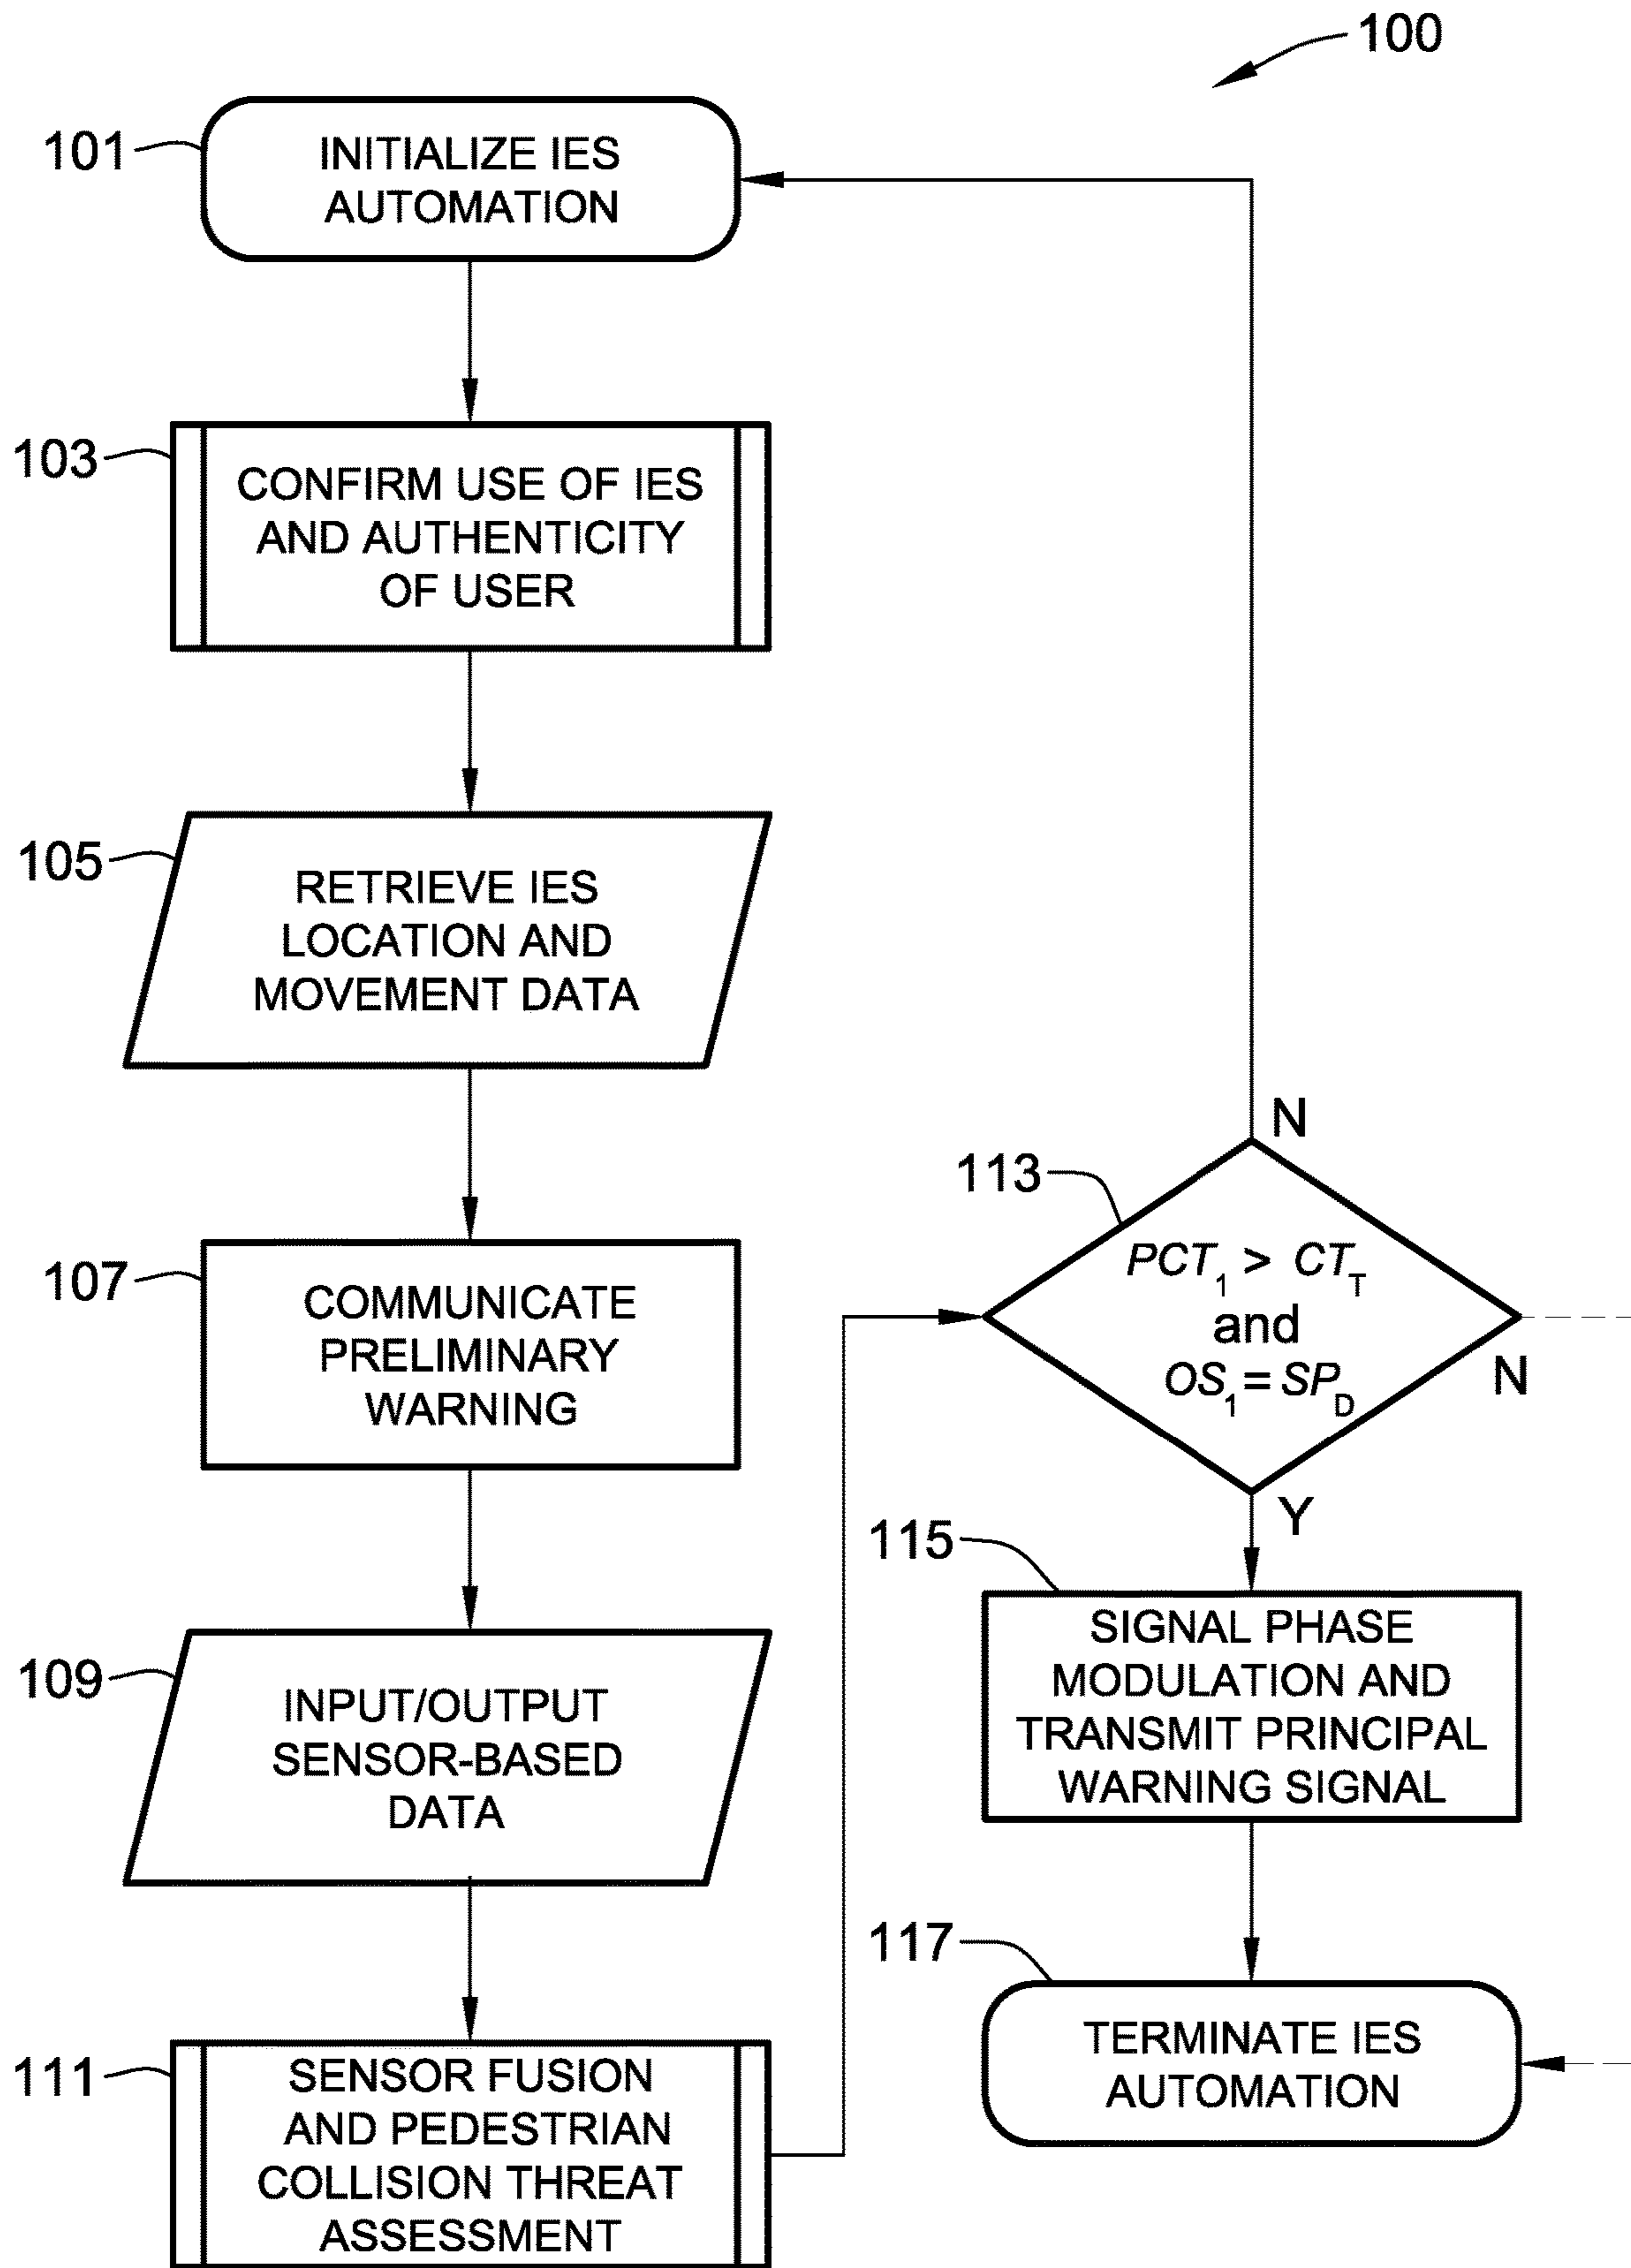 100
101
INITIALIZE IES
AUTOMATION
103
CONFIRM USE OF IES
AND AUTHENTICITY
OF USER
105
RETRIEVE IES
LOCATION AND
MOVEMENT DATA
107
COMMUNICATE
PRELIMINARY
WARNING
109
INPUT/OUTPUT
SENSOR-BASED
DATA
111
SENSOR FUSION
AND PEDESTRIAN
COLLISION THREAT
ASSESSMENT
N
113
PCT₁ > CT_T
and
OS₁ = SP_D
N
Y
115
SIGNAL PHASE
MODULATION AND
TRANSMIT PRINCIPAL
WARNING SIGNAL
117
TERMINATE IES
AUTOMATION